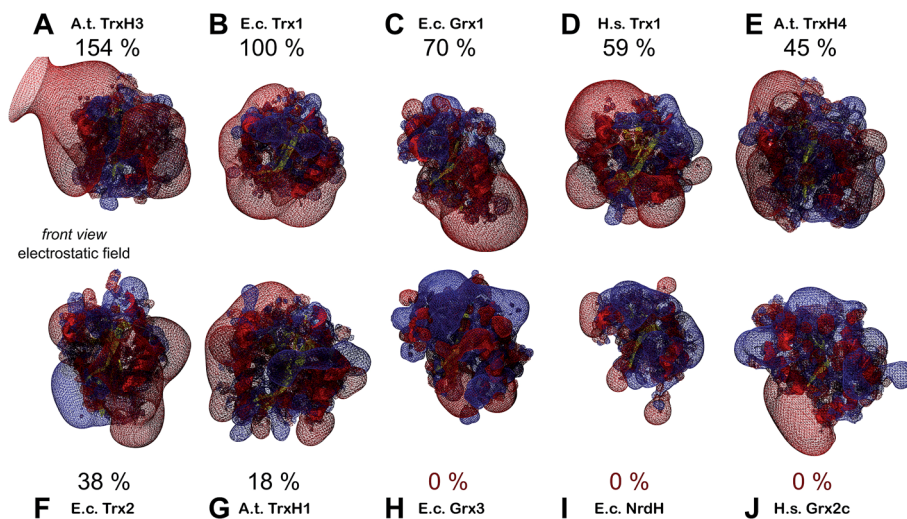 A A.t. TrxH3
154 %
B E.c. Trx1
100 %
C E.c. Grx1
70 %
D H.s. Trx1
59 %
E A.t. TrxH4
45 %
front view
electrostatic field
38 %
F E.c. Trx2
18 %
G A.t. TrxH1
0 %
H E.c. Grx3
0 %
I E.c. NrdH
0 %
J H.s. Grx2c